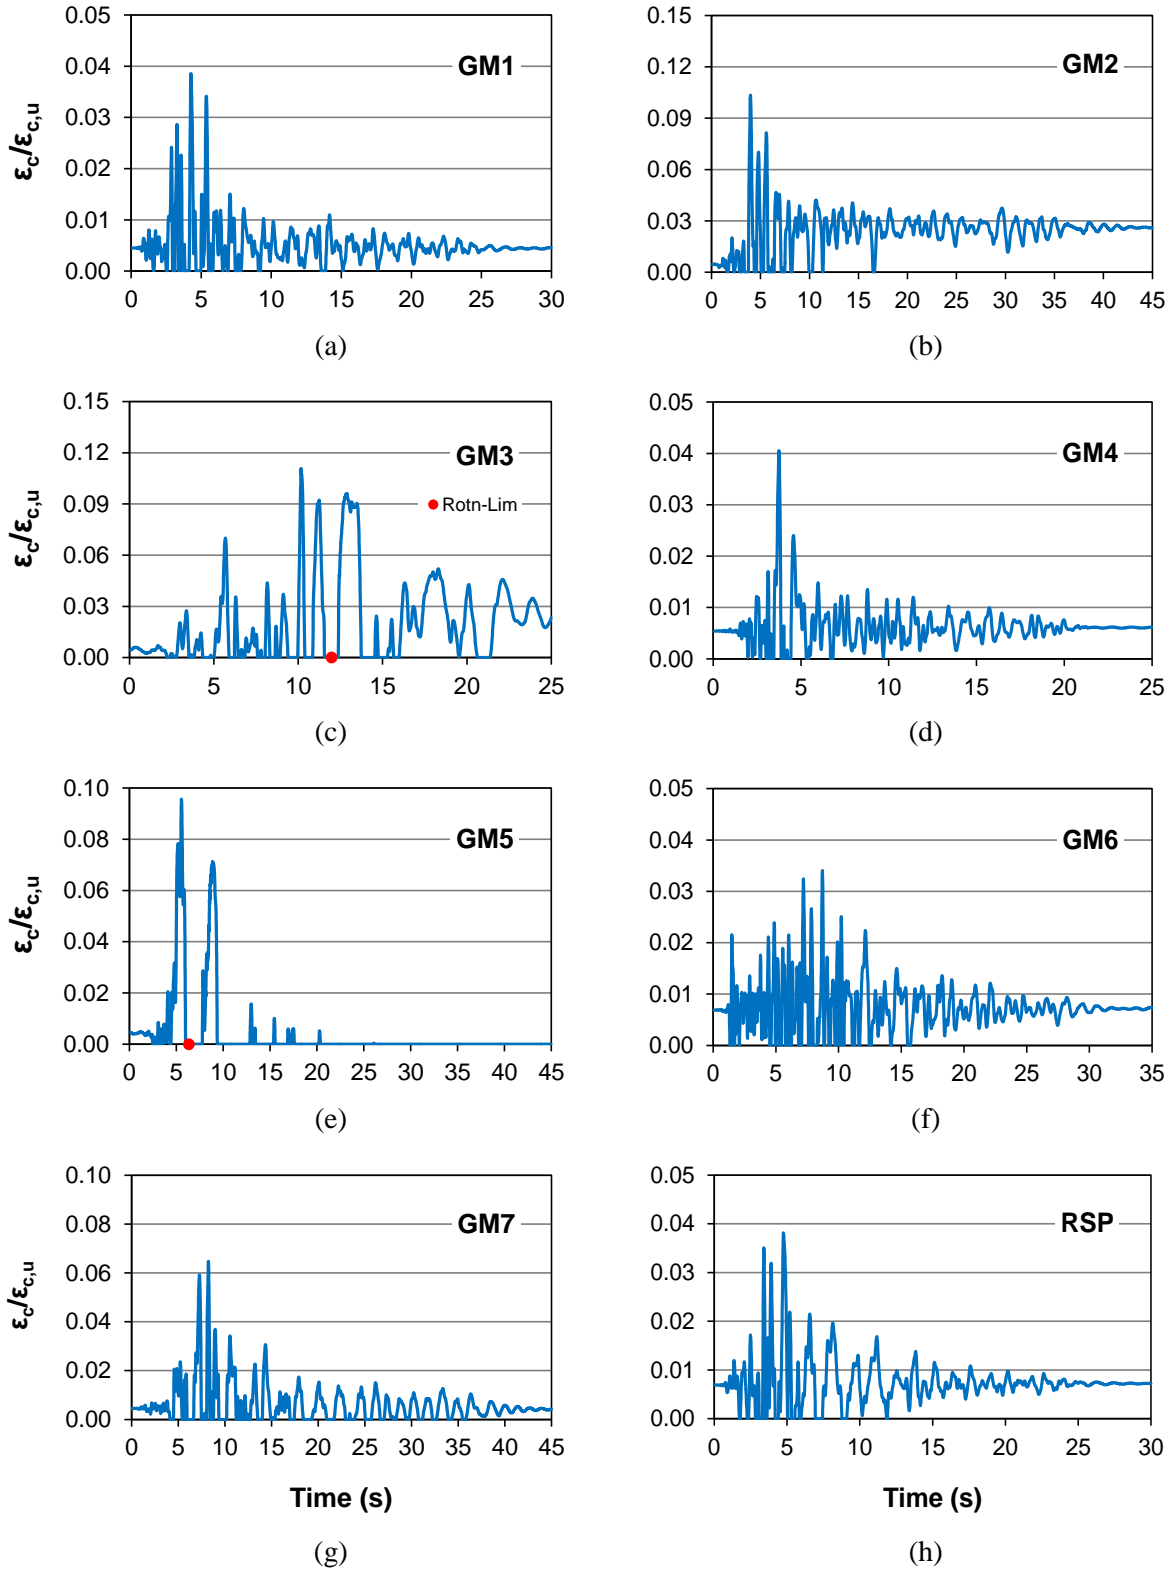 0.05
0.04
0.03
0.02
0.01
0.00
εc/εc,u
GM1
0 5 10 15 20 25 30
(a)
0.15
0.12
0.09
0.06
0.03
0.00
GM2
0 5 10 15 20 25 30 35 40 45
(b)
0.15
0.12
0.09
0.06
0.03
0.00
εc/εc,u
GM3
Rotn-Lim
0 5 10 15 20 25
(c)
0.05
0.04
0.03
0.02
0.01
0.00
GM4
0 5 10 15 20 25
(d)
0.10
0.08
0.06
0.04
0.02
0.00
εc/εc,u
GM5
0 5 10 15 20 25 30 35 40 45
(e)
0.05
0.04
0.03
0.02
0.01
0.00
GM6
0 5 10 15 20 25 30 35
(f)
0.10
0.08
0.06
0.04
0.02
0.00
εc/εc,u
GM7
0 5 10 15 20 25 30 35 40 45
Time (s)
(g)
0.05
0.04
0.03
0.02
0.01
0.00
RSP
0 5 10 15 20 25 30
Time (s)
(h)